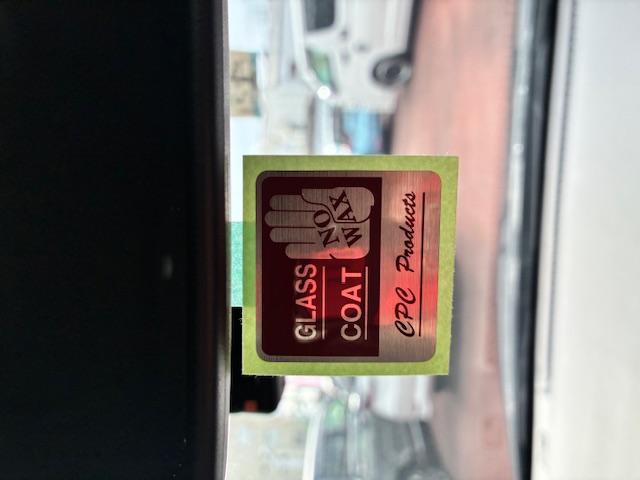 GLASS
COAT
NO
WAX
CPC Products